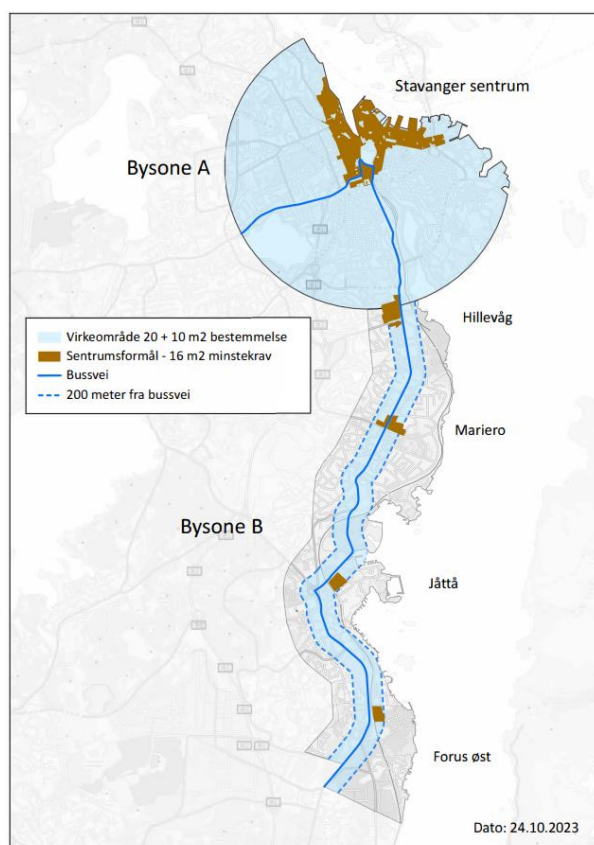 Stavanger sentrum
Bysone A
Hillevåg
Virkeområde 20 + 10 m2 bestemmelse
Sentrumsformål - 16 m2 minstekrav
Bussvei
200 meter fra bussvei
Mariero
Bysone B
Jåttå
Forus øst
Dato: 24.10.2023